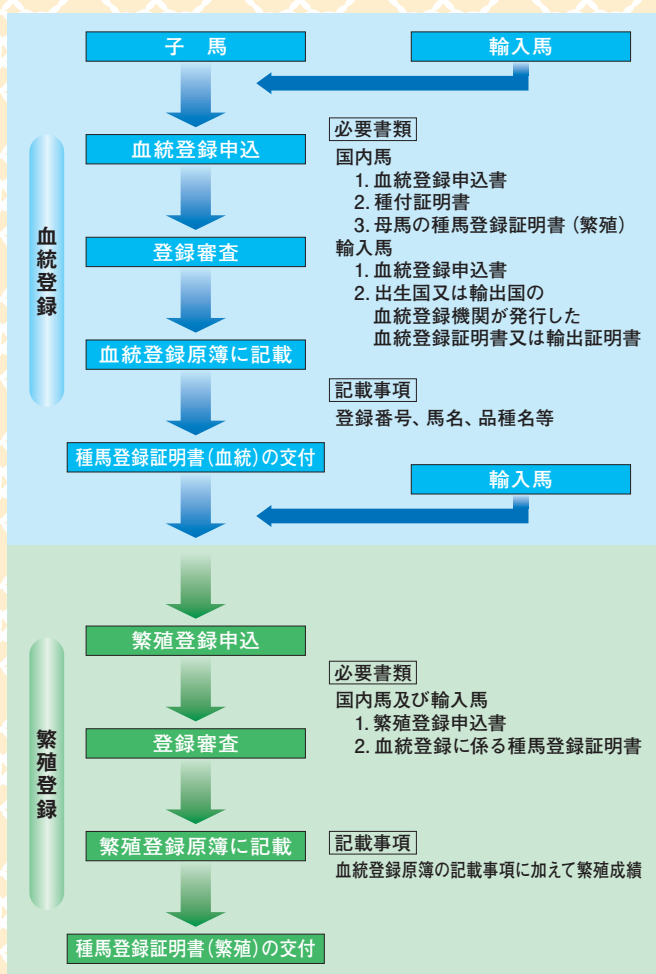 子 馬
輸入馬
血統登録
血統登録申込
必要書類
国内馬
1. 血統登録申込書
2. 種付証明書
3. 母馬の種馬登録証明書（繁殖）
輸入馬
1. 血統登録申込書
2. 出生国又は輸出国の
血統登録機関が発行した
血統登録証明書又は輸出証明書
登録審査
血統登録原簿に記載
記載事項
登録番号、馬名、品種名等
種馬登録証明書(血統)の交付
輸入馬
繁殖登録
繁殖登録申込
必要書類
国内馬及び輸入馬
1. 繁殖登録申込書
2. 血統登録に係る種馬登録証明書
登録審査
繁殖登録原簿に記載
記載事項
血統登録原簿の記載事項に加えて繁殖成績
種馬登録証明書(繁殖)の交付